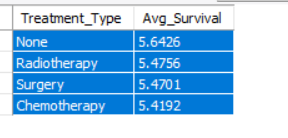 Treatment_Type Avg_Survival
None 5.6426
Radiotherapy 5.4756
Surgery 5.4701
Chemotherapy 5.4192